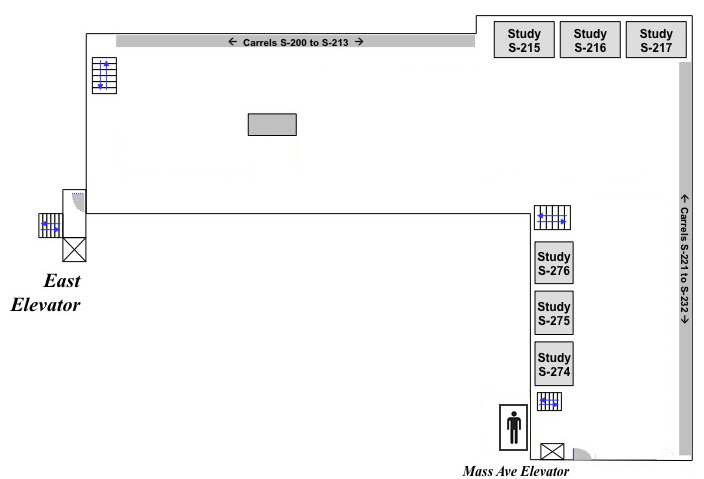 ← Carrels S-200 to S-213 →
Study
S-215
Study
S-216
Study
S-217
← Carrels S-221 to S-232 →
Study
S-276
Study
S-275
Study
S-274
East
Elevator
Mass Ave Elevator